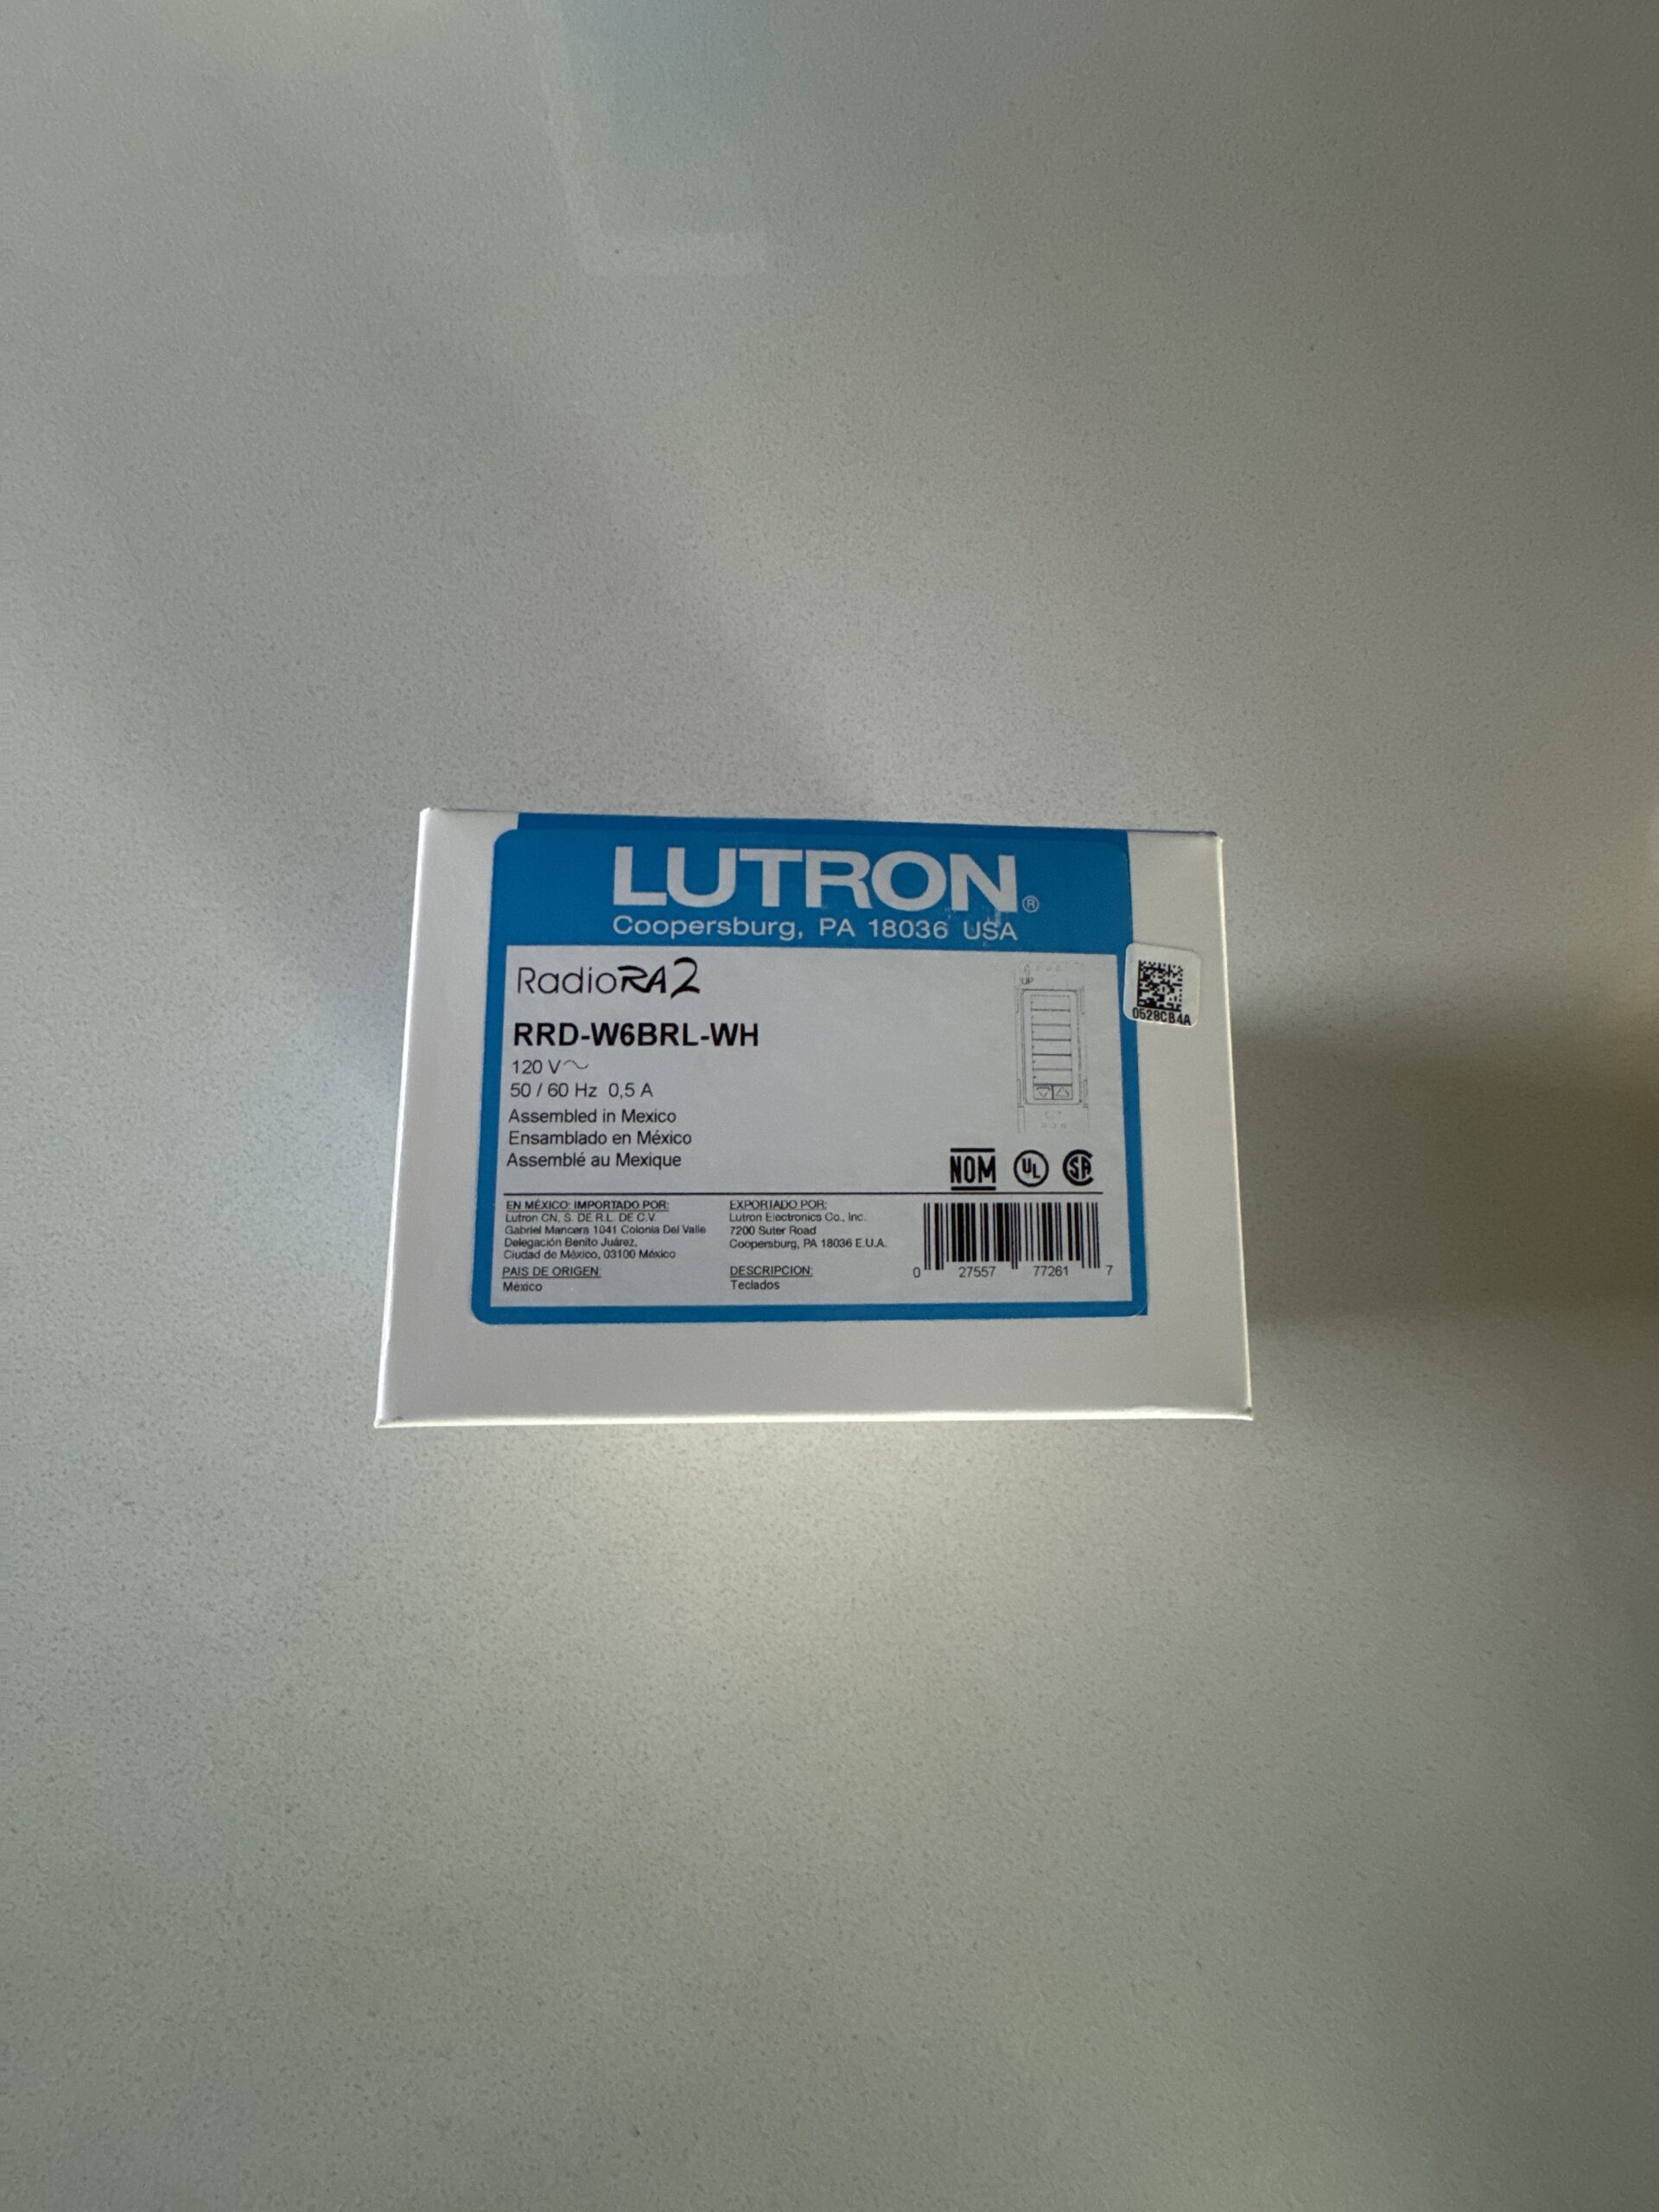 LUTRON®
Coopersburg, PA 18036 USA
RadioRA2
UP
0528CB4A
RRD-W6BRL-WH
120 V~
50 / 60 Hz 0,5 A
Assembled in Mexico
Ensamblado en México
Assemblé au Mexique
NOM UL SA
EN MÉXICO: IMPORTADO POR:
Lutron CN, S. DE R.L. DE C.V.
Gabriel Mancera 1041 Colonia Del Valle
Delegación Benito Juárez,
Ciudad de México, 03100 México
PAIS DE ORIGEN:
México
EXPORTADO POR:
Lutron Electronics Co., Inc.
7200 Suter Road
Coopersburg, PA 18036 E.U.A.
DESCRIPCION:
Teclados
0 27557 77261 7